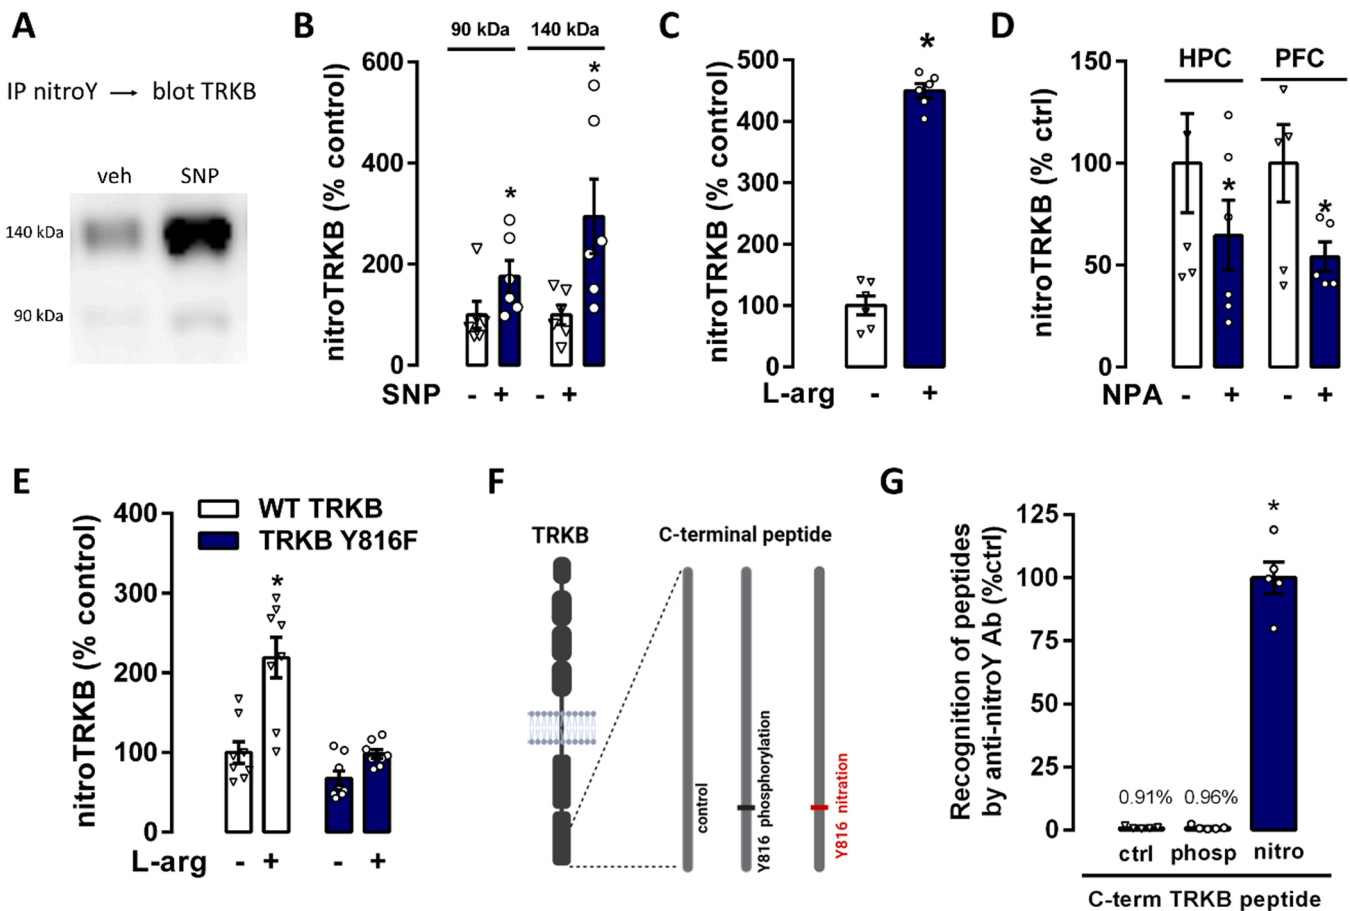 A
IP nitroY → blot TRKB
veh SNP
140 kDa
90 kDa
B
90 kDa 140 kDa
nitroTRKB (% control)
600
400
200
0
*
*
SNP - + - +
C
nitroTRKB (% control)
500
400
300
200
100
0
*
L-arg - +
D
HPC PFC
nitroTRKB (% ctrl)
150
100
50
0
*
*
NPA - + - +
E
WT TRKB
TRKB Y816F
nitroTRKB (% control)
400
300
200
100
0
*
L-arg - + - +
F
TRKB C-terminal peptide
control
Y816 phosphorylation
Y816 nitration
G
Recognition of peptides
by anti-nitroY Ab (%ctrl)
125
100
75
50
25
0
*
0.91% 0.96%
ctrl phosp nitro
C-term TRKB peptide